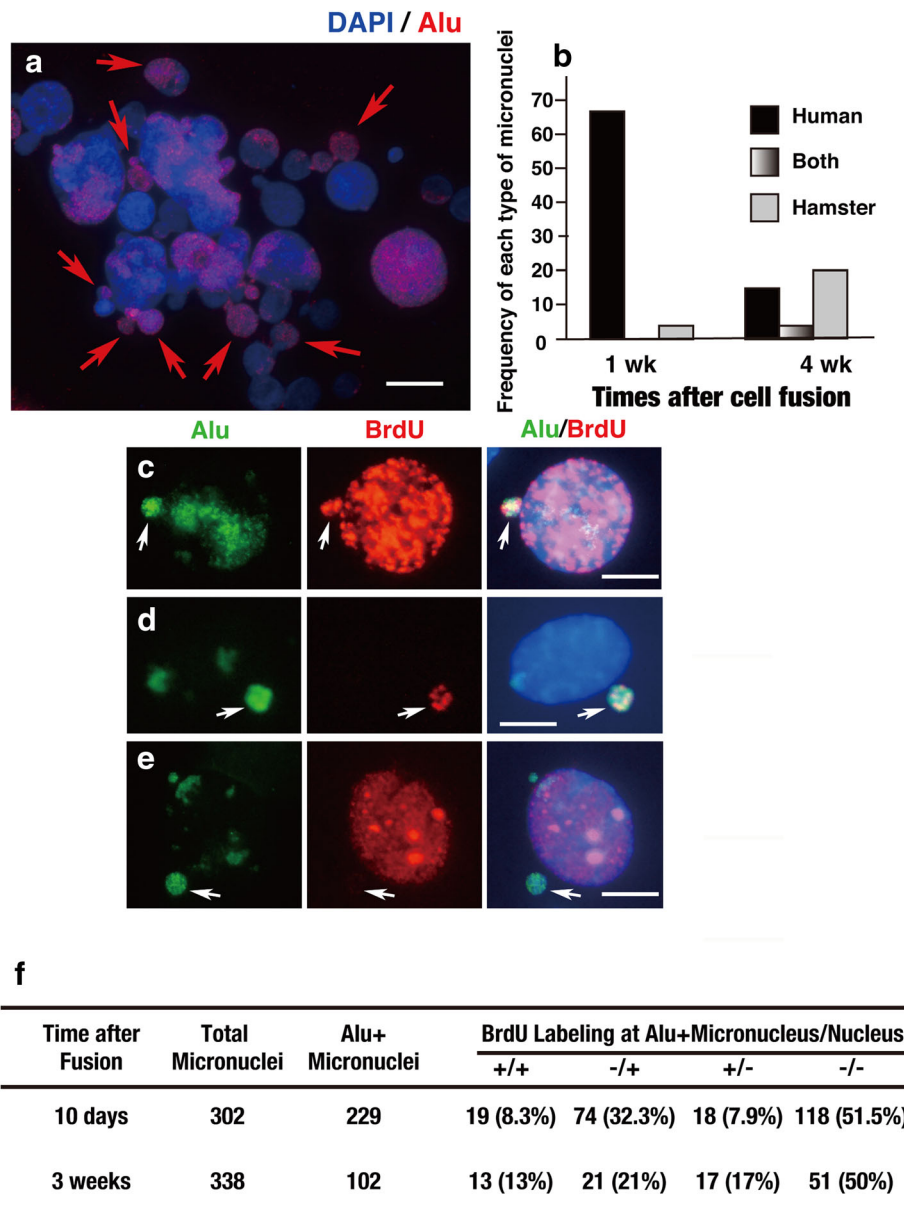 DAPI / Alu
a
b
Frequency of each type of micronuclei
70
60
50
40
30
20
10
0
Human
Both
Hamster
1 wk
4 wk
Times after cell fusion
Alu
BrdU
Alu/BrdU
c
d
e
f
Time after Fusion
Total Micronuclei
Alu+ Micronuclei
BrdU Labeling at Alu+Micronucleus/Nucleus
+/+ -/+ +/- -/-
10 days 302 229 19 (8.3%) 74 (32.3%) 18 (7.9%) 118 (51.5%)
3 weeks 338 102 13 (13%) 21 (21%) 17 (17%) 51 (50%)